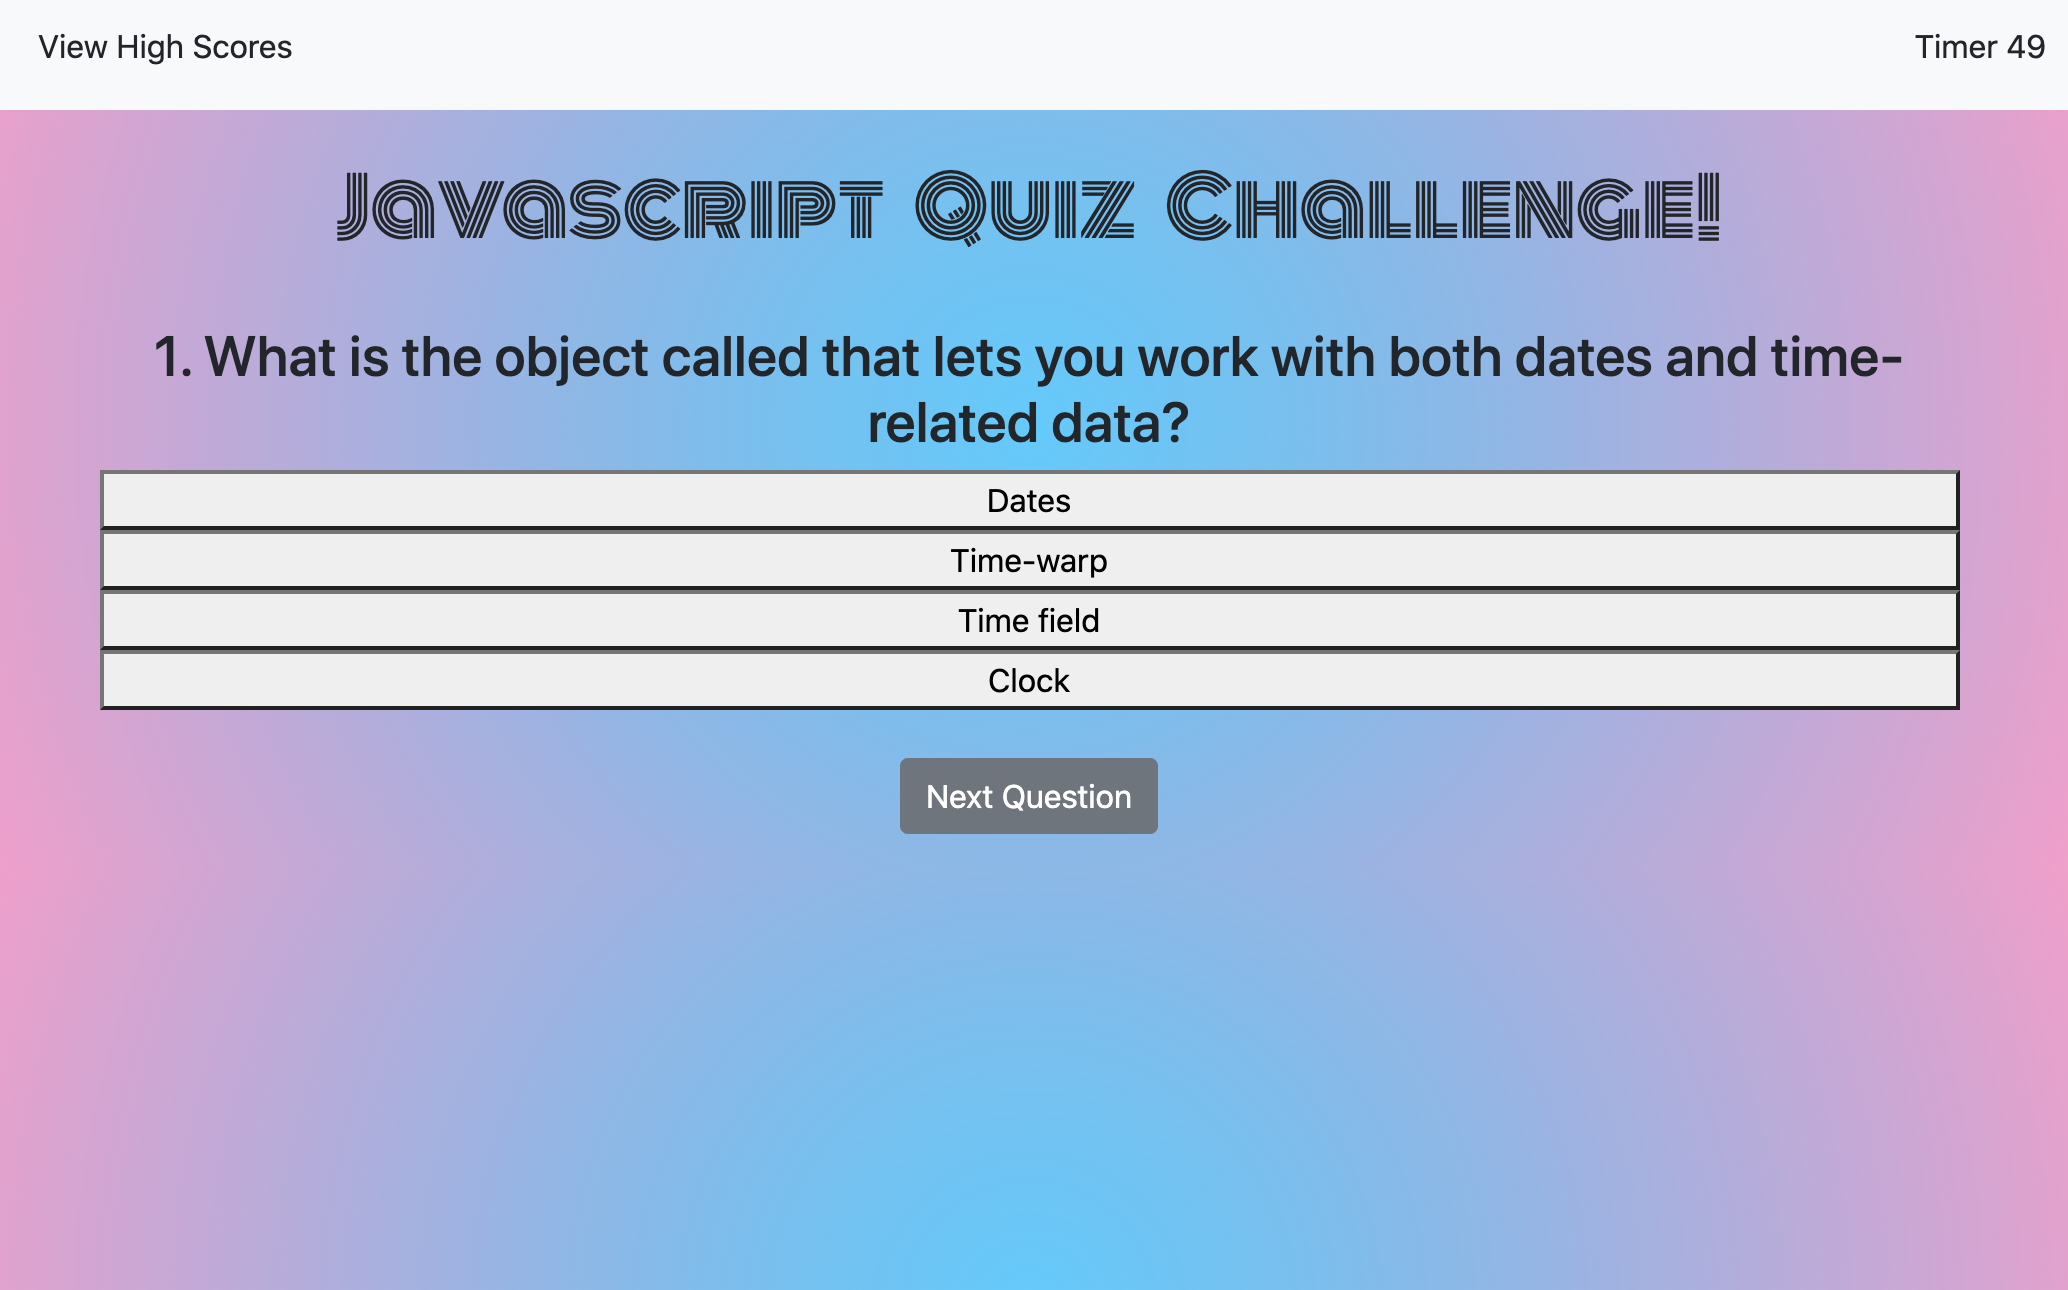 View High Scores
Timer 49
Javascript Quiz Challenge!
1. What is the object called that lets you work with both dates and time-
related data?
Dates
Time-warp
Time field
Clock
Next Question